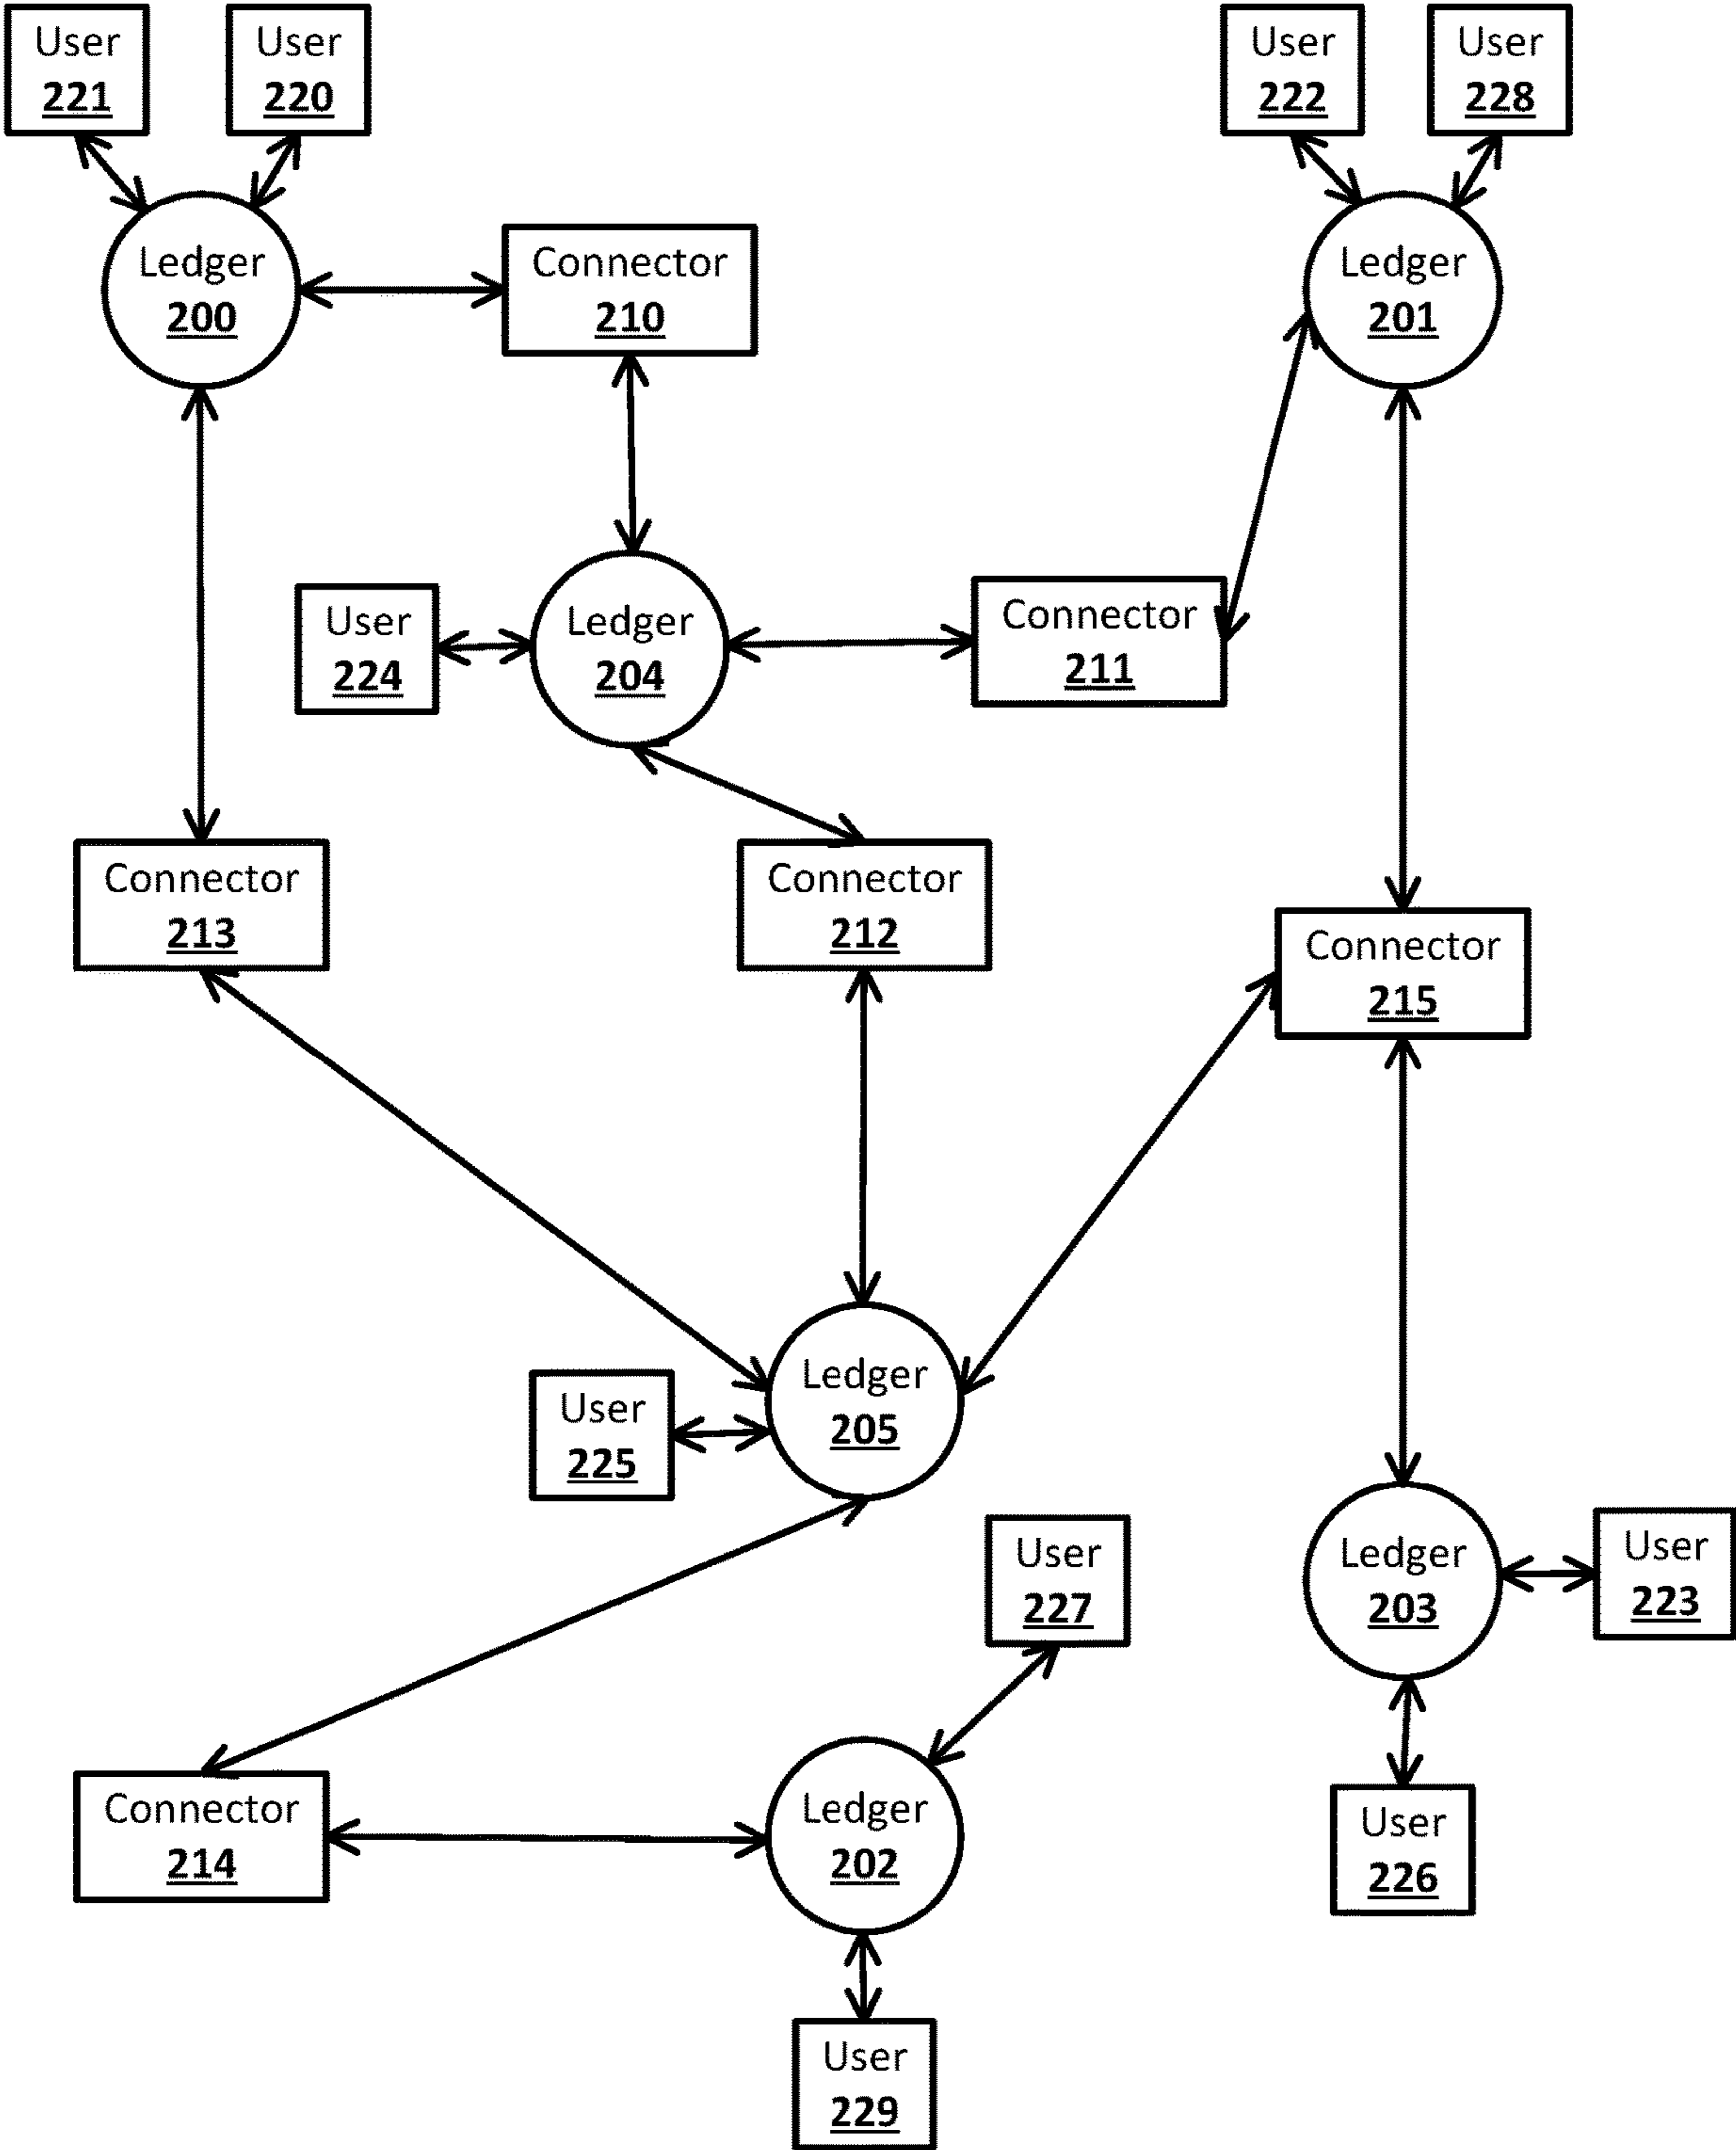 User
221
User
220
User
222
User
228
Ledger
200
Connector
210
Ledger
201
User
224
Ledger
204
Connector
211
Connector
213
Connector
212
Connector
215
User
225
Ledger
205
User
227
Ledger
203
User
223
Connector
214
Ledger
202
User
226
User
229